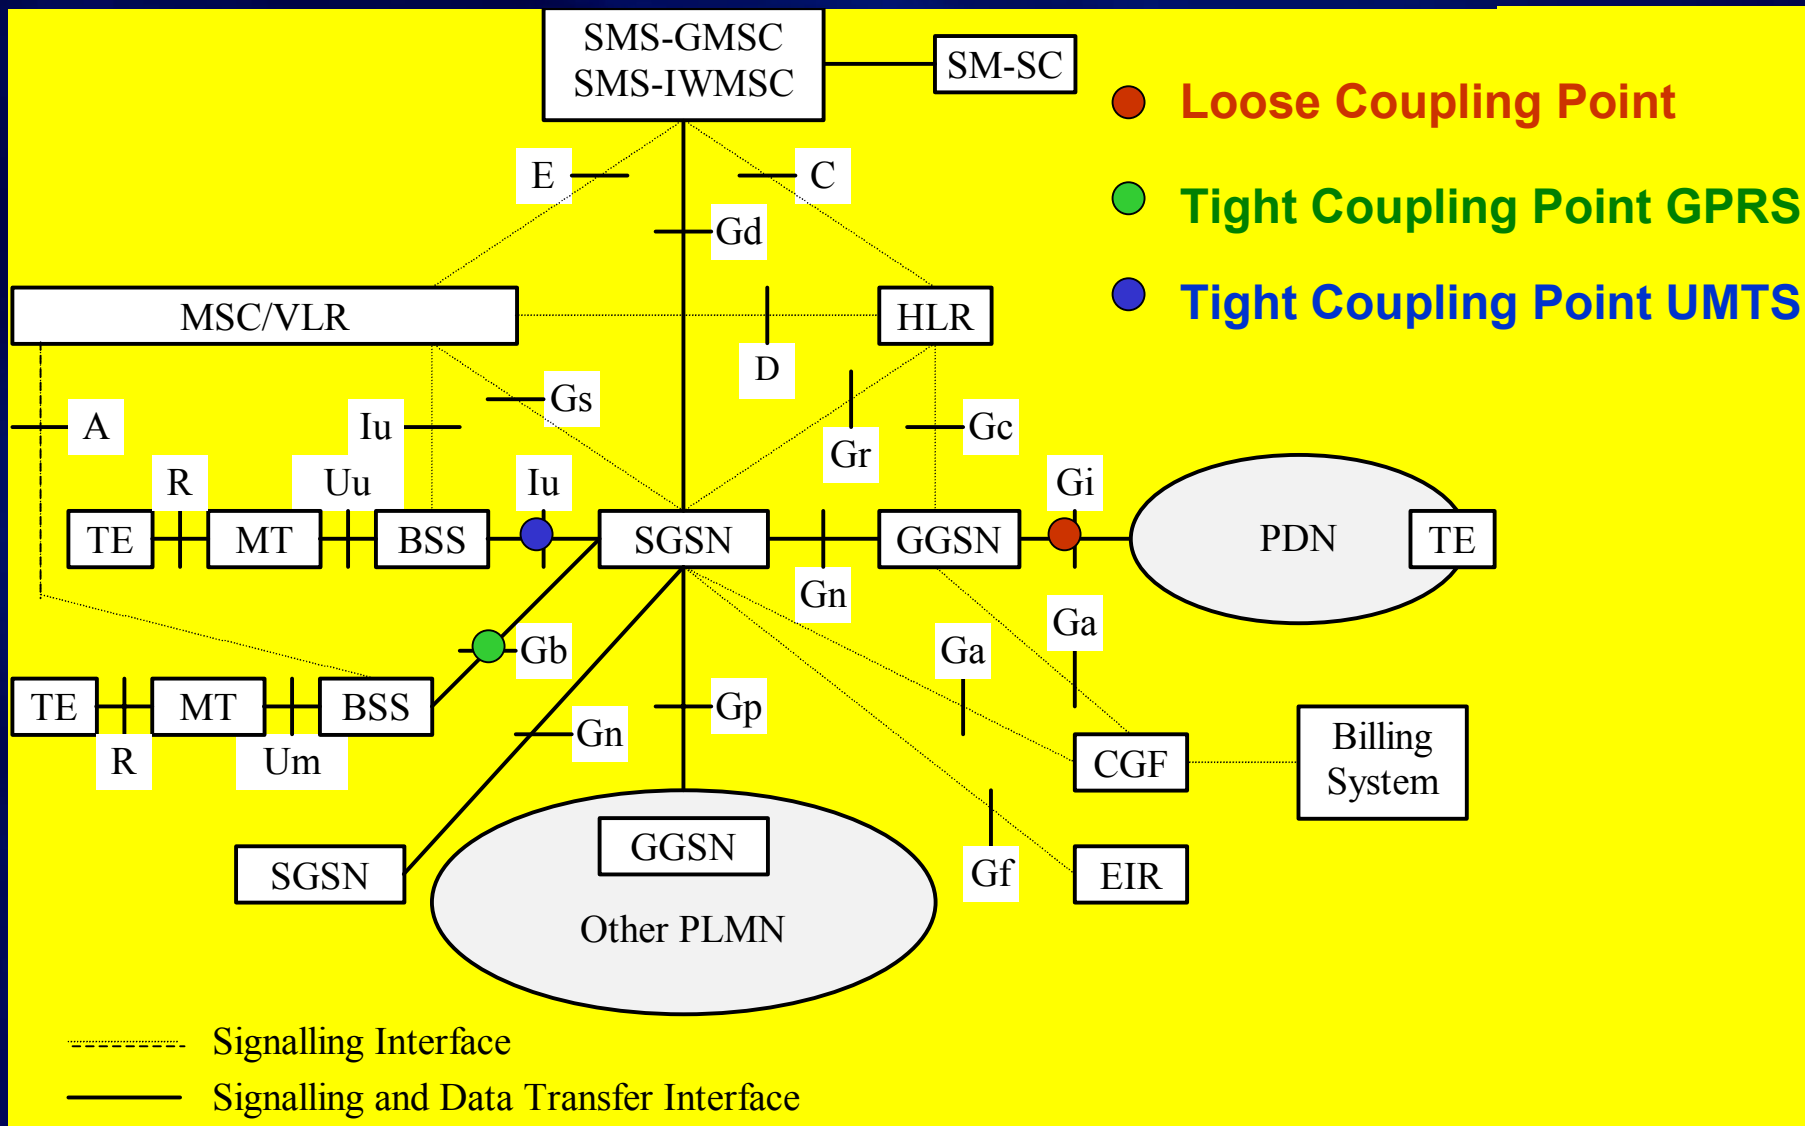 SMS-GMSC
SMS-IWMSC
SM-SC
Loose Coupling Point
E
C
Tight Coupling Point GPRS
Gd
MSC/VLR
HLR
Tight Coupling Point UMTS
D
Gs
A
Iu
Gr
Gc
R
Uu
Iu
Gi
TE
MT
BSS
SGSN
GGSN
PDN
TE
Gn
Ga
Ga
Gb
TE
MT
BSS
Gp
Gn
R
Um
CGF
Billing
System
SGSN
GGSN
Gf
EIR
Other PLMN
Signalling Interface
Signalling and Data Transfer Interface